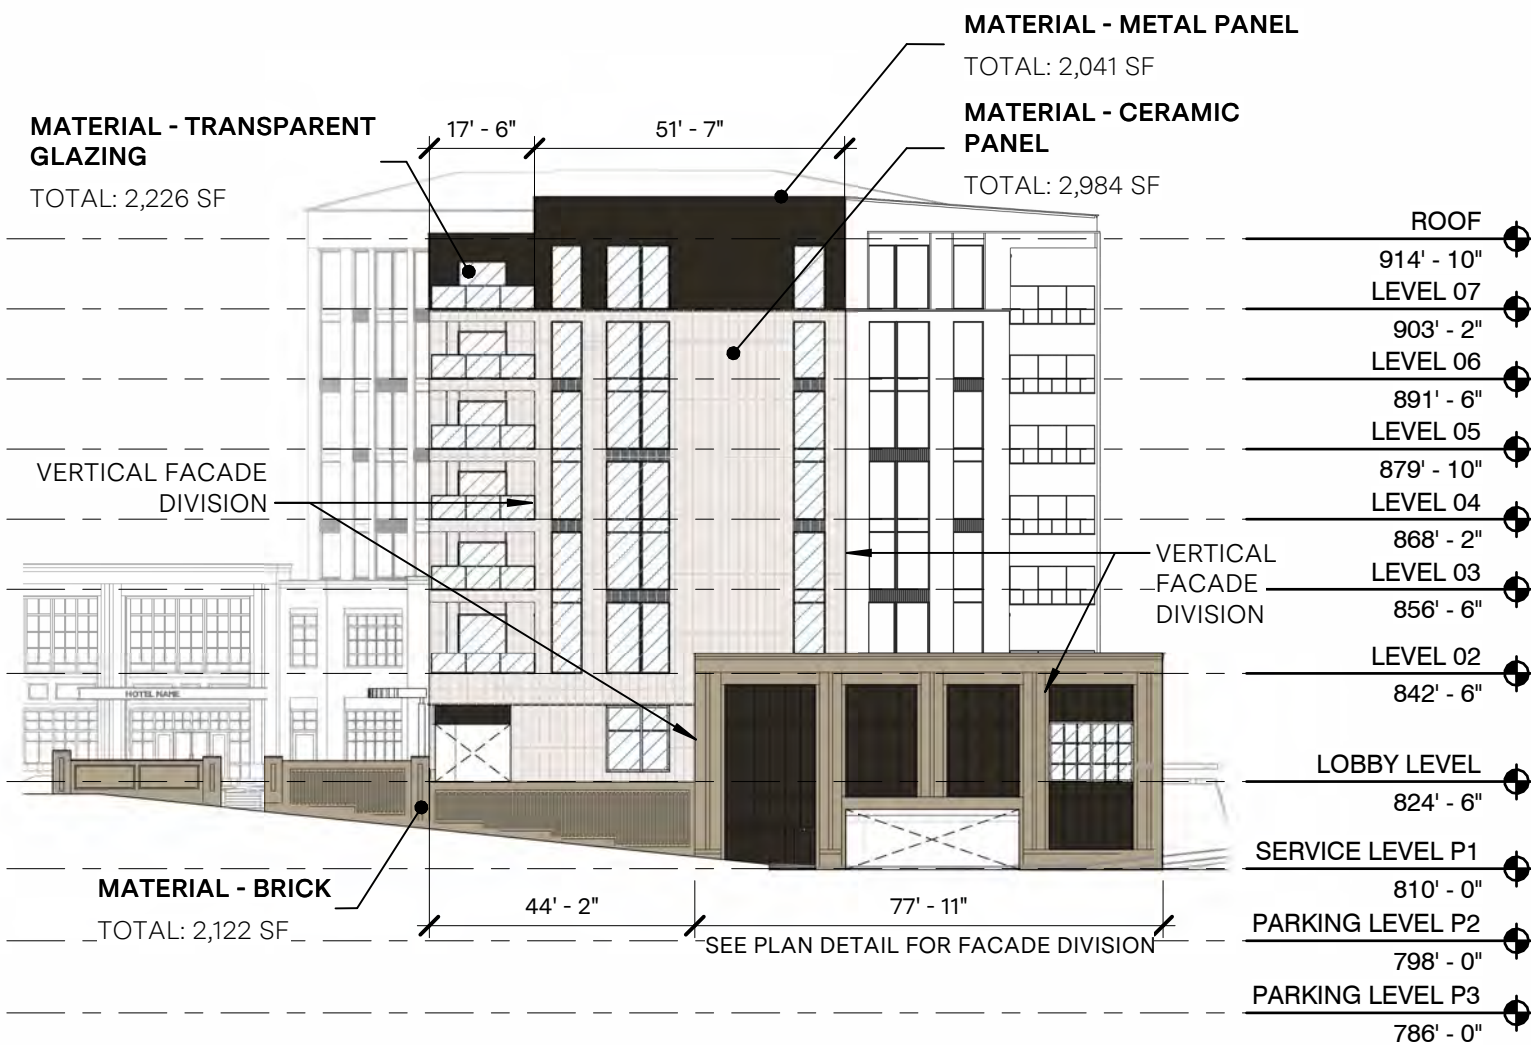 MATERIAL - METAL PANEL
TOTAL: 2,041 SF
MATERIAL - CERAMIC
PANEL
TOTAL: 2,984 SF
MATERIAL - TRANSPARENT
GLAZING
TOTAL: 2,226 SF
17' - 6"
51' - 7"
ROOF
914' - 10"
LEVEL 07
903' - 2"
LEVEL 06
891' - 6"
LEVEL 05
879' - 10"
LEVEL 04
868' - 2"
LEVEL 03
856' - 6"
LEVEL 02
842' - 6"
LOBBY LEVEL
824' - 6"
SERVICE LEVEL P1
810' - 0"
PARKING LEVEL P2
798' - 0"
PARKING LEVEL P3
786' - 0"
VERTICAL FACADE
DIVISION
VERTICAL
FACADE
DIVISION
HOTEL NAME
MATERIAL - BRICK
TOTAL: 2,122 SF
44' - 2"
77' - 11"
SEE PLAN DETAIL FOR FACADE DIVISION